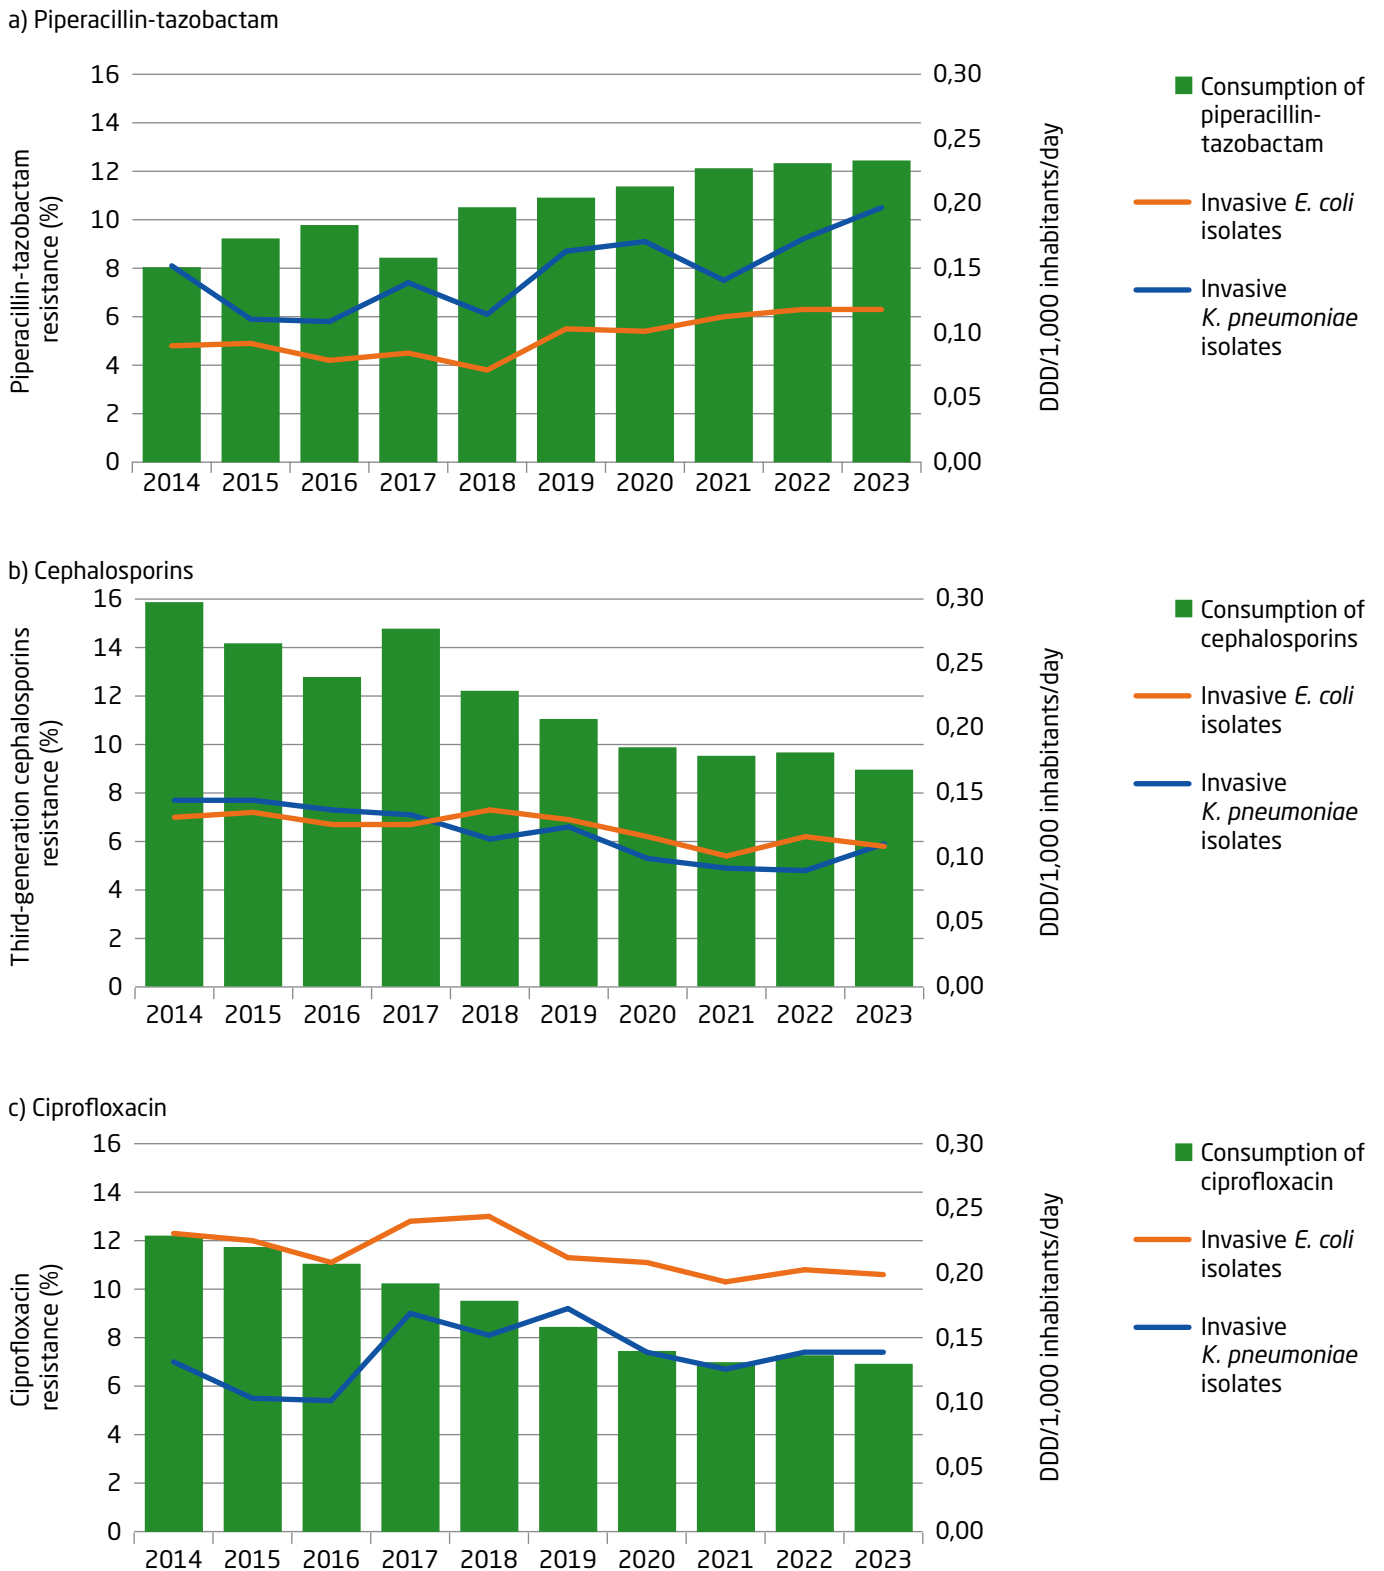 a) Piperacillin-tazobactam
Piperacillin-tazobactam
resistance (%)
16
14
12
10
8
6
4
2
0
0,30
0,25
0,20
0,15
0,10
0,05
0,00
DDD/1,000 inhabitants/day
2014 2015 2016 2017 2018 2019 2020 2021 2022 2023
Consumption of
piperacillin-
tazobactam
Invasive E. coli
isolates
Invasive
K. pneumoniae
isolates
b) Cephalosporins
Third-generation cephalosporins
resistance (%)
16
14
12
10
8
6
4
2
0
0,30
0,25
0,20
0,15
0,10
0,05
0,00
DDD/1,000 inhabitants/day
2014 2015 2016 2017 2018 2019 2020 2021 2022 2023
Consumption of
cephalosporins
Invasive E. coli
isolates
Invasive
K. pneumoniae
isolates
c) Ciprofloxacin
Ciprofloxacin
resistance (%)
16
14
12
10
8
6
4
2
0
0,30
0,25
0,20
0,15
0,10
0,05
0,00
DDD/1,000 inhabitants/day
2014 2015 2016 2017 2018 2019 2020 2021 2022 2023
Consumption of
ciprofloxacin
Invasive E. coli
isolates
Invasive
K. pneumoniae
isolates